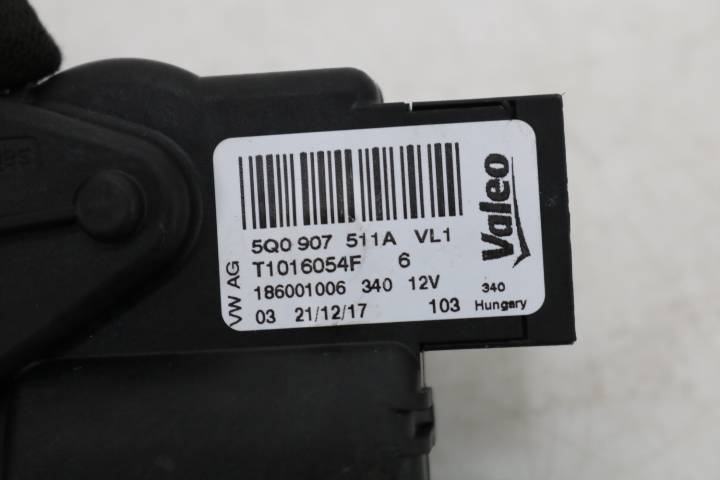 5Q0 907 511A VL1
T1016054F 6
186001006 340 12V
03 21/12/17 103
VW AG
Valeo
340
Hungary